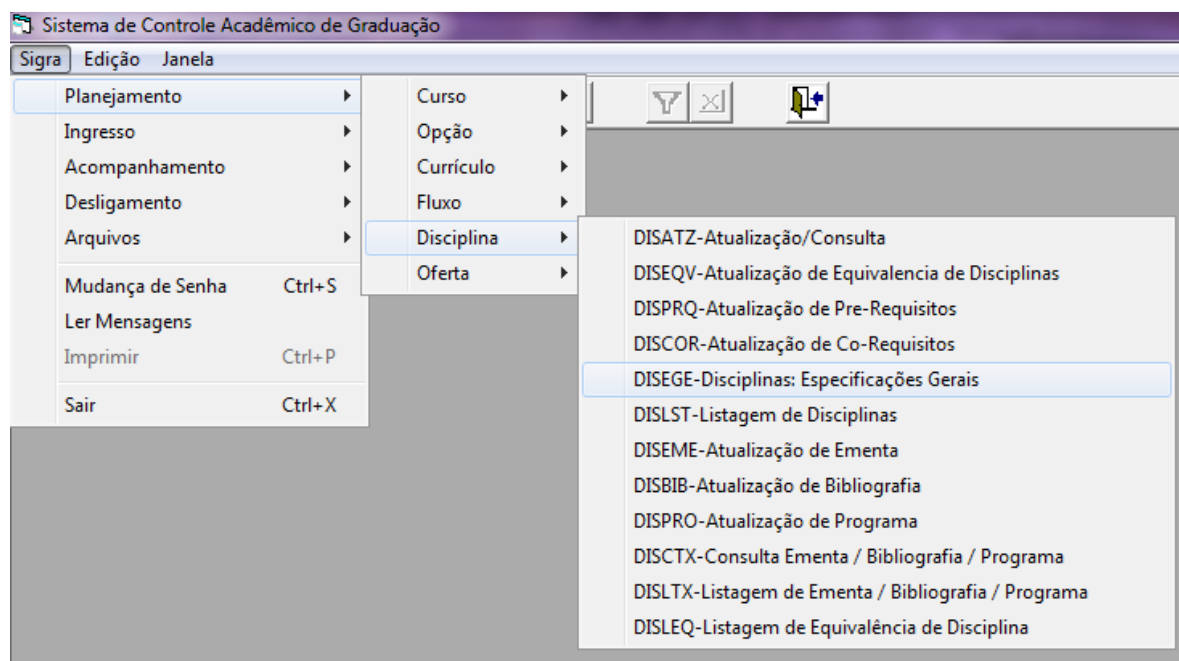 Sistema de Controle Acadêmico de Graduação
Sigra Edição Janela
Planejamento
Ingresso
Acompanhamento
Desligamento
Arquivos
Mudança de Senha Ctrl+S
Ler Mensagens
Imprimir Ctrl+P
Sair Ctrl+X
Curso
Opção
Currículo
Fluxo
Disciplina
Oferta
DISATZ-Atualização/Consulta
DISEQV-Atualização de Equivalencia de Disciplinas
DISPRQ-Atualização de Pre-Requisitos
DISCOR-Atualização de Co-Requisitos
DISEGE-Disciplinas: Especificações Gerais
DISLST-Listagem de Disciplinas
DISEME-Atualização de Ementa
DISBIB-Atualização de Bibliografia
DISPRO-Atualização de Programa
DISCTX-Consulta Ementa / Bibliografia / Programa
DISLTX-Listagem de Ementa / Bibliografia / Programa
DISLEQ-Listagem de Equivalência de Disciplina